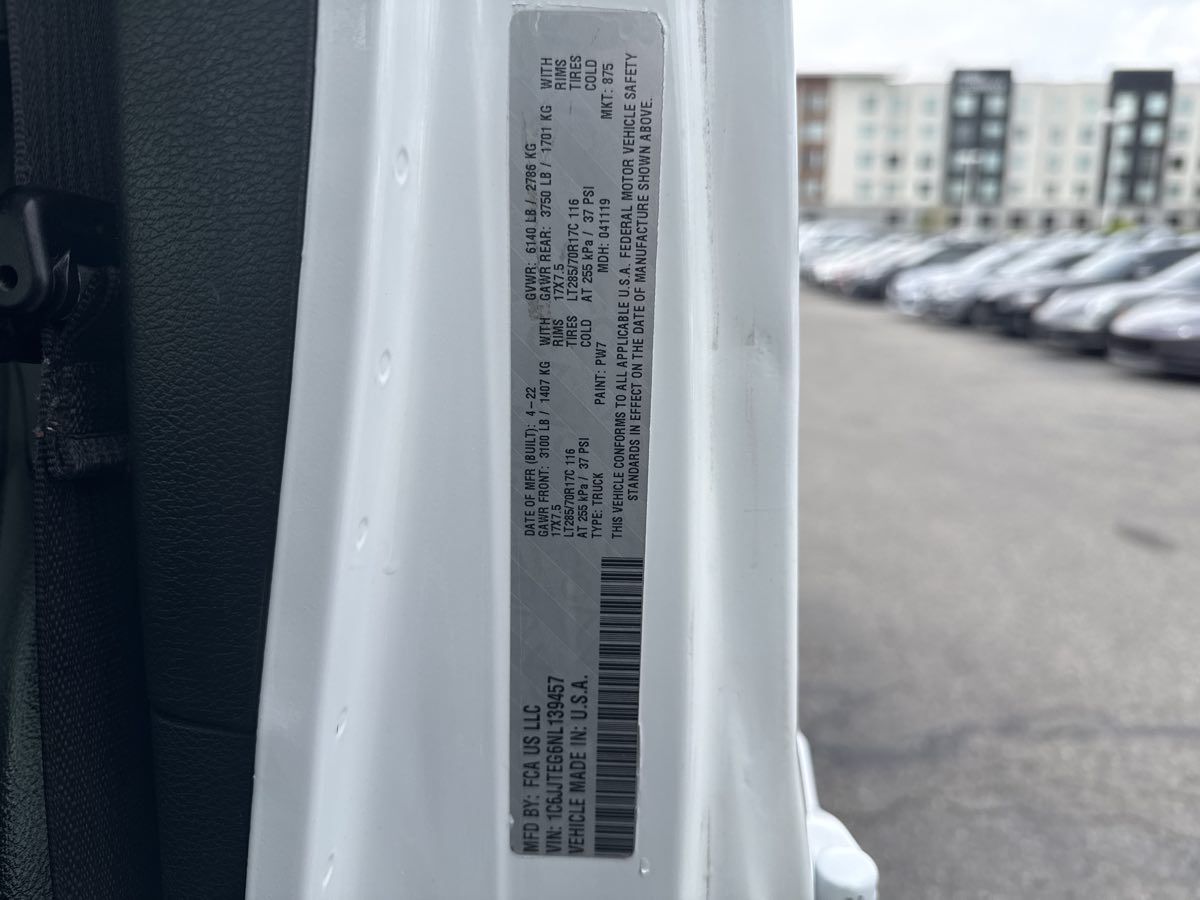 MFD BY: FCA US LLC
VIN: 1C6JJTEG6NL139457
VEHICLE MADE IN: U.S.A.
DATE OF MFR (BUILT): 4-22 GVWR: 6140 LB / 2786 KG
GAWR FRONT: 3100 LB / 1407 KG WITH GAWR REAR: 3750 LB / 1701 KG WITH
17X7.5 RIMS 17X7.5 RIMS
LT285/70R17C 116 TIRES LT285/70R17C 116 TIRES
AT 255 kPa / 37 PSI COLD AT 255 kPa / 37 PSI COLD
TYPE: TRUCK PAINT: PW7 MDH: 041119 MKT: 875
THIS VEHICLE CONFORMS TO ALL APPLICABLE U.S.A. FEDERAL MOTOR VEHICLE SAFETY
STANDARDS IN EFFECT ON THE DATE OF MANUFACTURE SHOWN ABOVE.